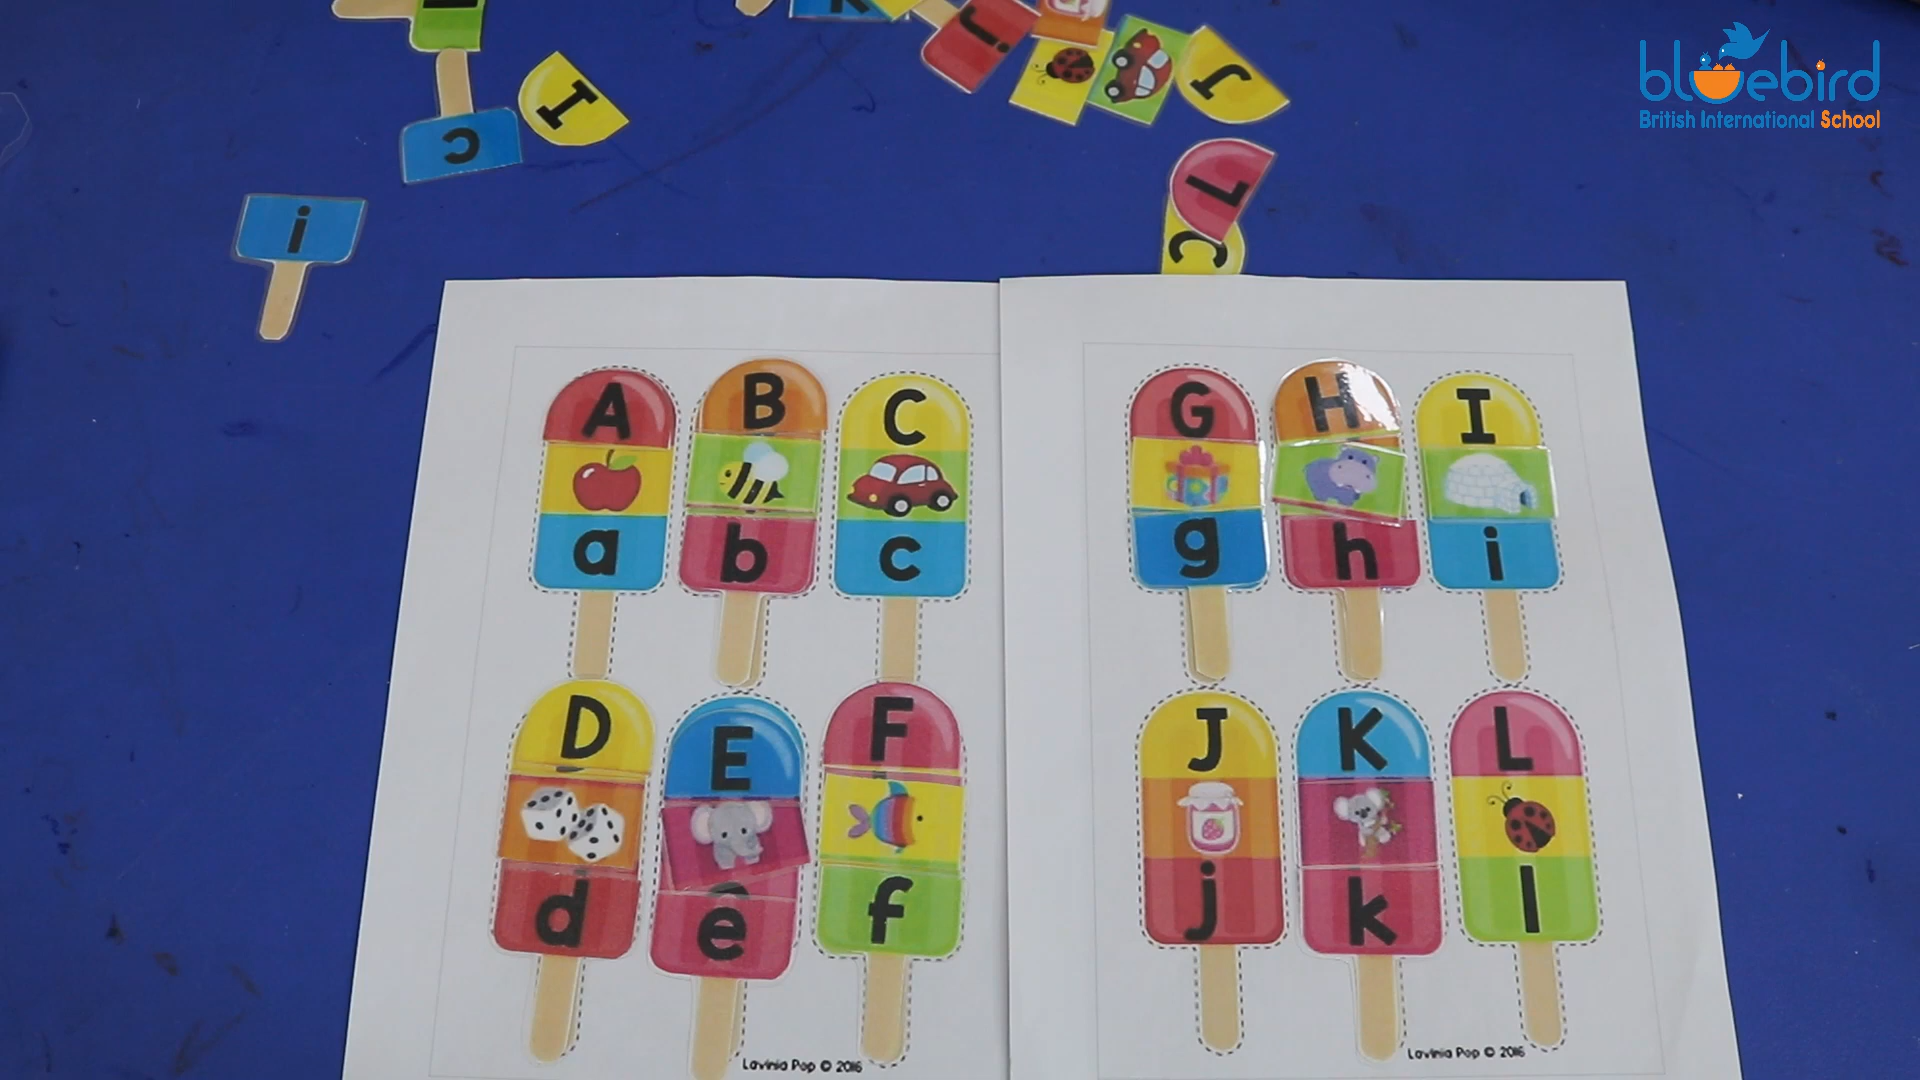 bluebird
British International School
I
c
j
J
i
L
C
A B C
a b c
D E F
d e f
Lavinia Pop © 2016
G H I
g h i
J K L
j k l
Lavinia Pop © 2016